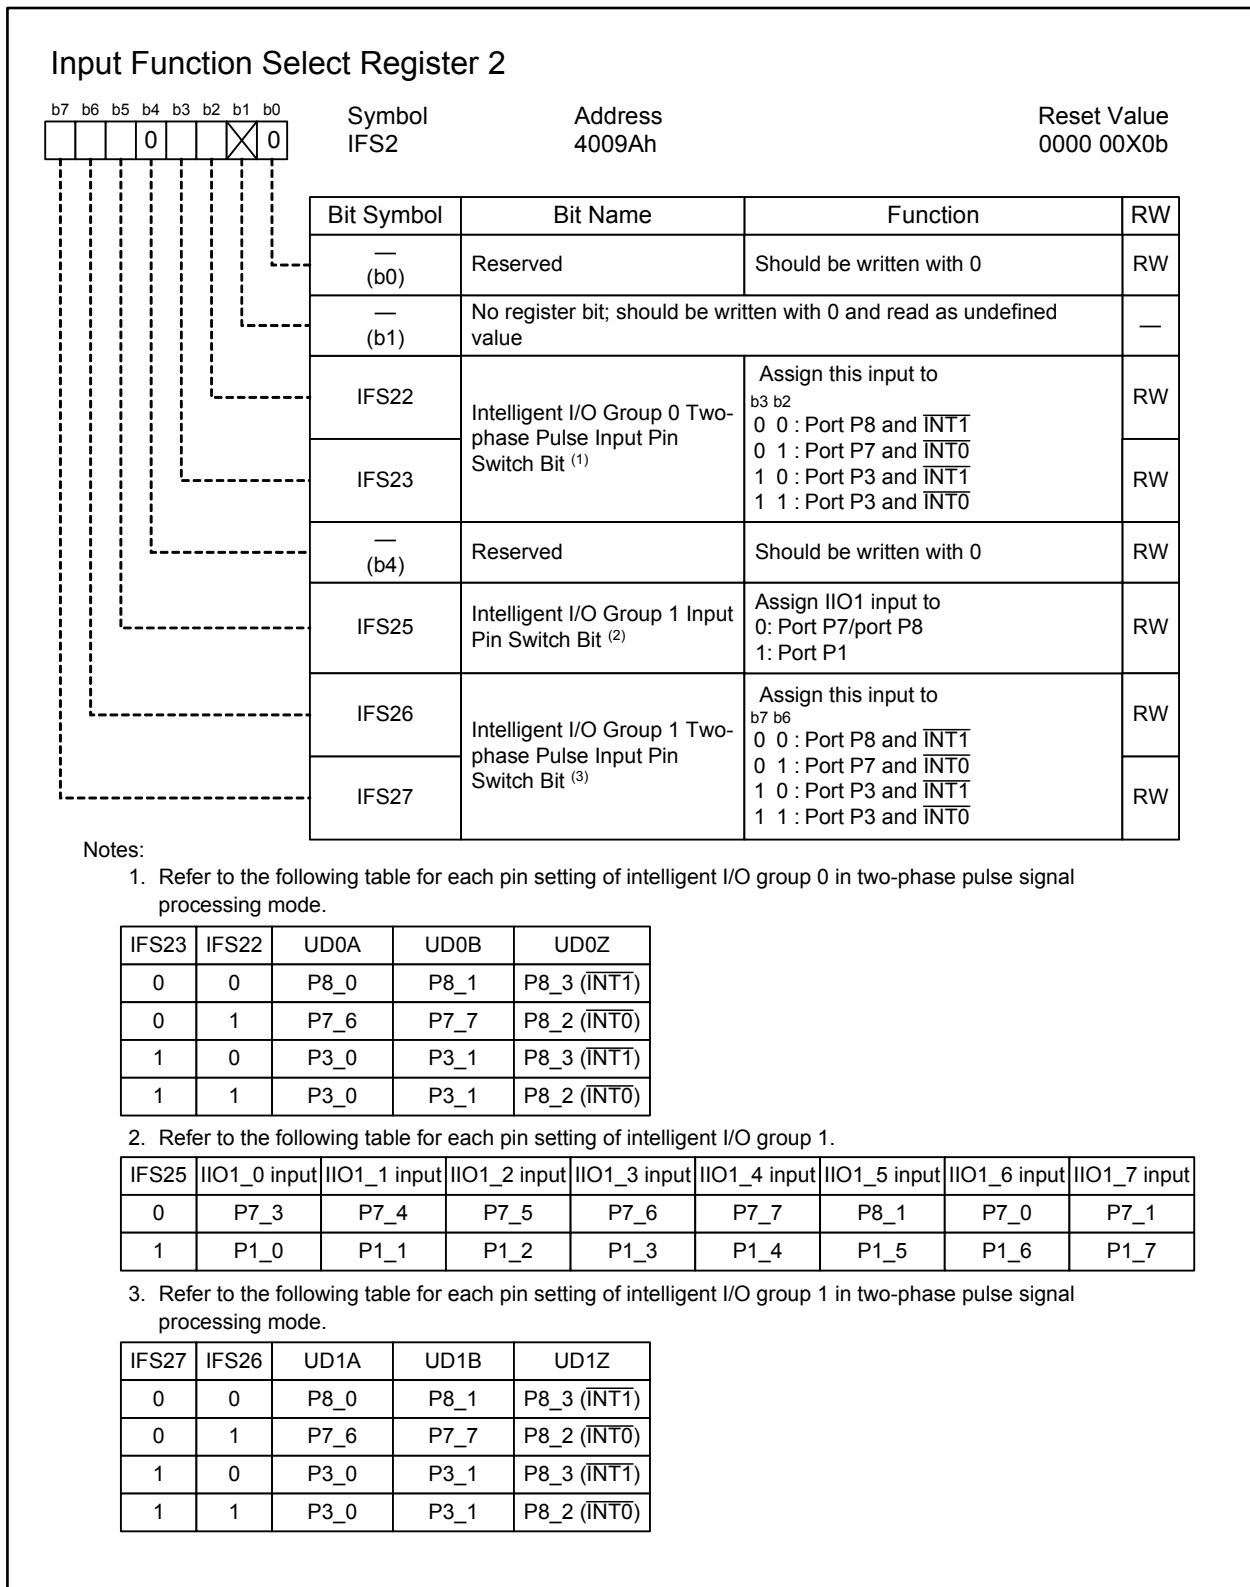 Input Function Select Register 2
b7 b6 b5 b4 b3 b2 b1 b0
0 0
Symbol Address Reset Value
IFS2 4009Ah 0000 00X0b
Bit Symbol Bit Name Function RW
— (b0) Reserved Should be written with 0 RW
— (b1) No register bit; should be written with 0 and read as undefined value —
IFS22 RW
IFS23 RW
Intelligent I/O Group 0 Two-
phase Pulse Input Pin
Switch Bit (1)
Assign this input to
b3 b2
0 0 : Port P8 and INT1
0 1 : Port P7 and INT0
1 0 : Port P3 and INT1
1 1 : Port P3 and INT0
— (b4) Reserved Should be written with 0 RW
IFS25 RW
Intelligent I/O Group 1 Input
Pin Switch Bit (2)
Assign IIO1 input to
0: Port P7/port P8
1: Port P1
IFS26 RW
IFS27 RW
Intelligent I/O Group 1 Two-
phase Pulse Input Pin
Switch Bit (3)
Assign this input to
b7 b6
0 0 : Port P8 and INT1
0 1 : Port P7 and INT0
1 0 : Port P3 and INT1
1 1 : Port P3 and INT0
Notes:
1. Refer to the following table for each pin setting of intelligent I/O group 0 in two-phase pulse signal
processing mode.
IFS23 IFS22 UD0A UD0B UD0Z
0 0 P8_0 P8_1 P8_3 (INT1)
0 1 P7_6 P7_7 P8_2 (INT0)
1 0 P3_0 P3_1 P8_3 (INT1)
1 1 P3_0 P3_1 P8_2 (INT0)
2. Refer to the following table for each pin setting of intelligent I/O group 1.
IFS25 IIO1_0 input IIO1_1 input IIO1_2 input IIO1_3 input IIO1_4 input IIO1_5 input IIO1_6 input IIO1_7 input
0 P7_3 P7_4 P7_5 P7_6 P7_7 P8_1 P7_0 P7_1
1 P1_0 P1_1 P1_2 P1_3 P1_4 P1_5 P1_6 P1_7
3. Refer to the following table for each pin setting of intelligent I/O group 1 in two-phase pulse signal
processing mode.
IFS27 IFS26 UD1A UD1B UD1Z
0 0 P8_0 P8_1 P8_3 (INT1)
0 1 P7_6 P7_7 P8_2 (INT0)
1 0 P3_0 P3_1 P8_3 (INT1)
1 1 P3_0 P3_1 P8_2 (INT0)